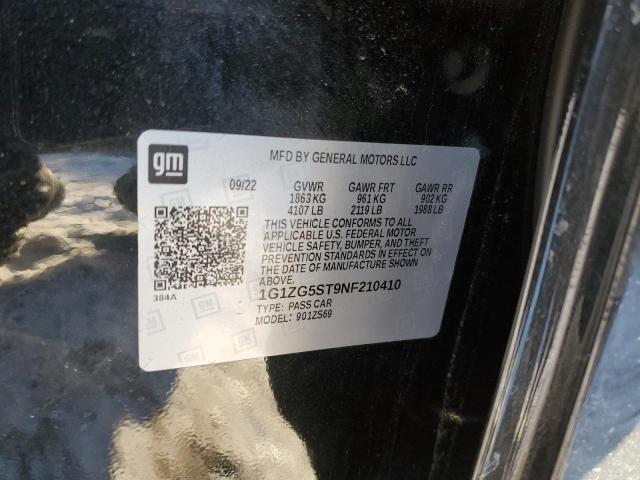 gm
MFD BY GENERAL MOTORS LLC
09/22 GVWR GAWR FRT GAWR RR
1863 KG 961 KG 902 KG
4107 LB 2119 LB 1988 LB
THIS VEHICLE CONFORMS TO ALL
APPLICABLE U.S. FEDERAL MOTOR
VEHICLE SAFETY, BUMPER, AND THEFT
PREVENTION STANDARDS IN EFFECT ON
THE DATE OF MANUFACTURE SHOWN
ABOVE.
384A
1G1ZG5ST9NF210410
TYPE: PASS CAR
MODEL: 901ZS69